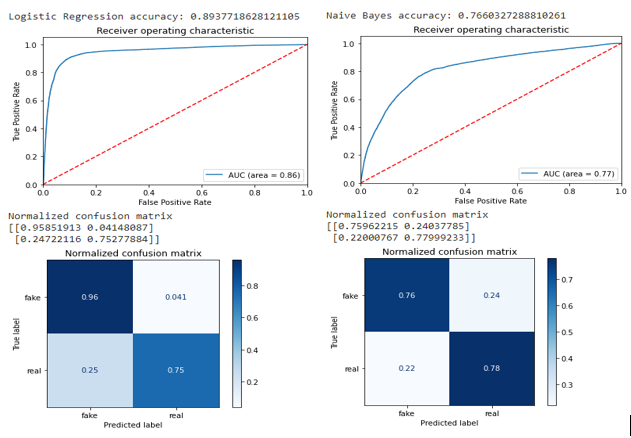 Logistic Regression accuracy: 0.8937718628121105
Receiver operating characteristic
1.0
0.8
0.6
0.4
0.2
0.0
True Positive Rate
AUC (area = 0.86)
0.0 0.2 0.4 0.6 0.8 1.0
False Positive Rate
Normalized confusion matrix
[[0.95851913 0.04148087]
[0.24722116 0.75277884]]
Normalized confusion matrix
fake
real
True label
0.96 0.041
0.25 0.75
0.8
0.6
0.4
0.2
fake real
Predicted label
Naive Bayes accuracy: 0.7660327288810261
Receiver operating characteristic
1.0
0.8
0.6
0.4
0.2
0.0
True Positive Rate
AUC (area = 0.77)
0.0 0.2 0.4 0.6 0.8 1.0
False Positive Rate
Normalized confusion matrix
[[0.75962215 0.24037785]
[0.22000767 0.77999233]]
Normalized confusion matrix
fake
real
True label
0.76 0.24
0.22 0.78
0.7
0.6
0.5
0.4
0.3
fake real
Predicted label